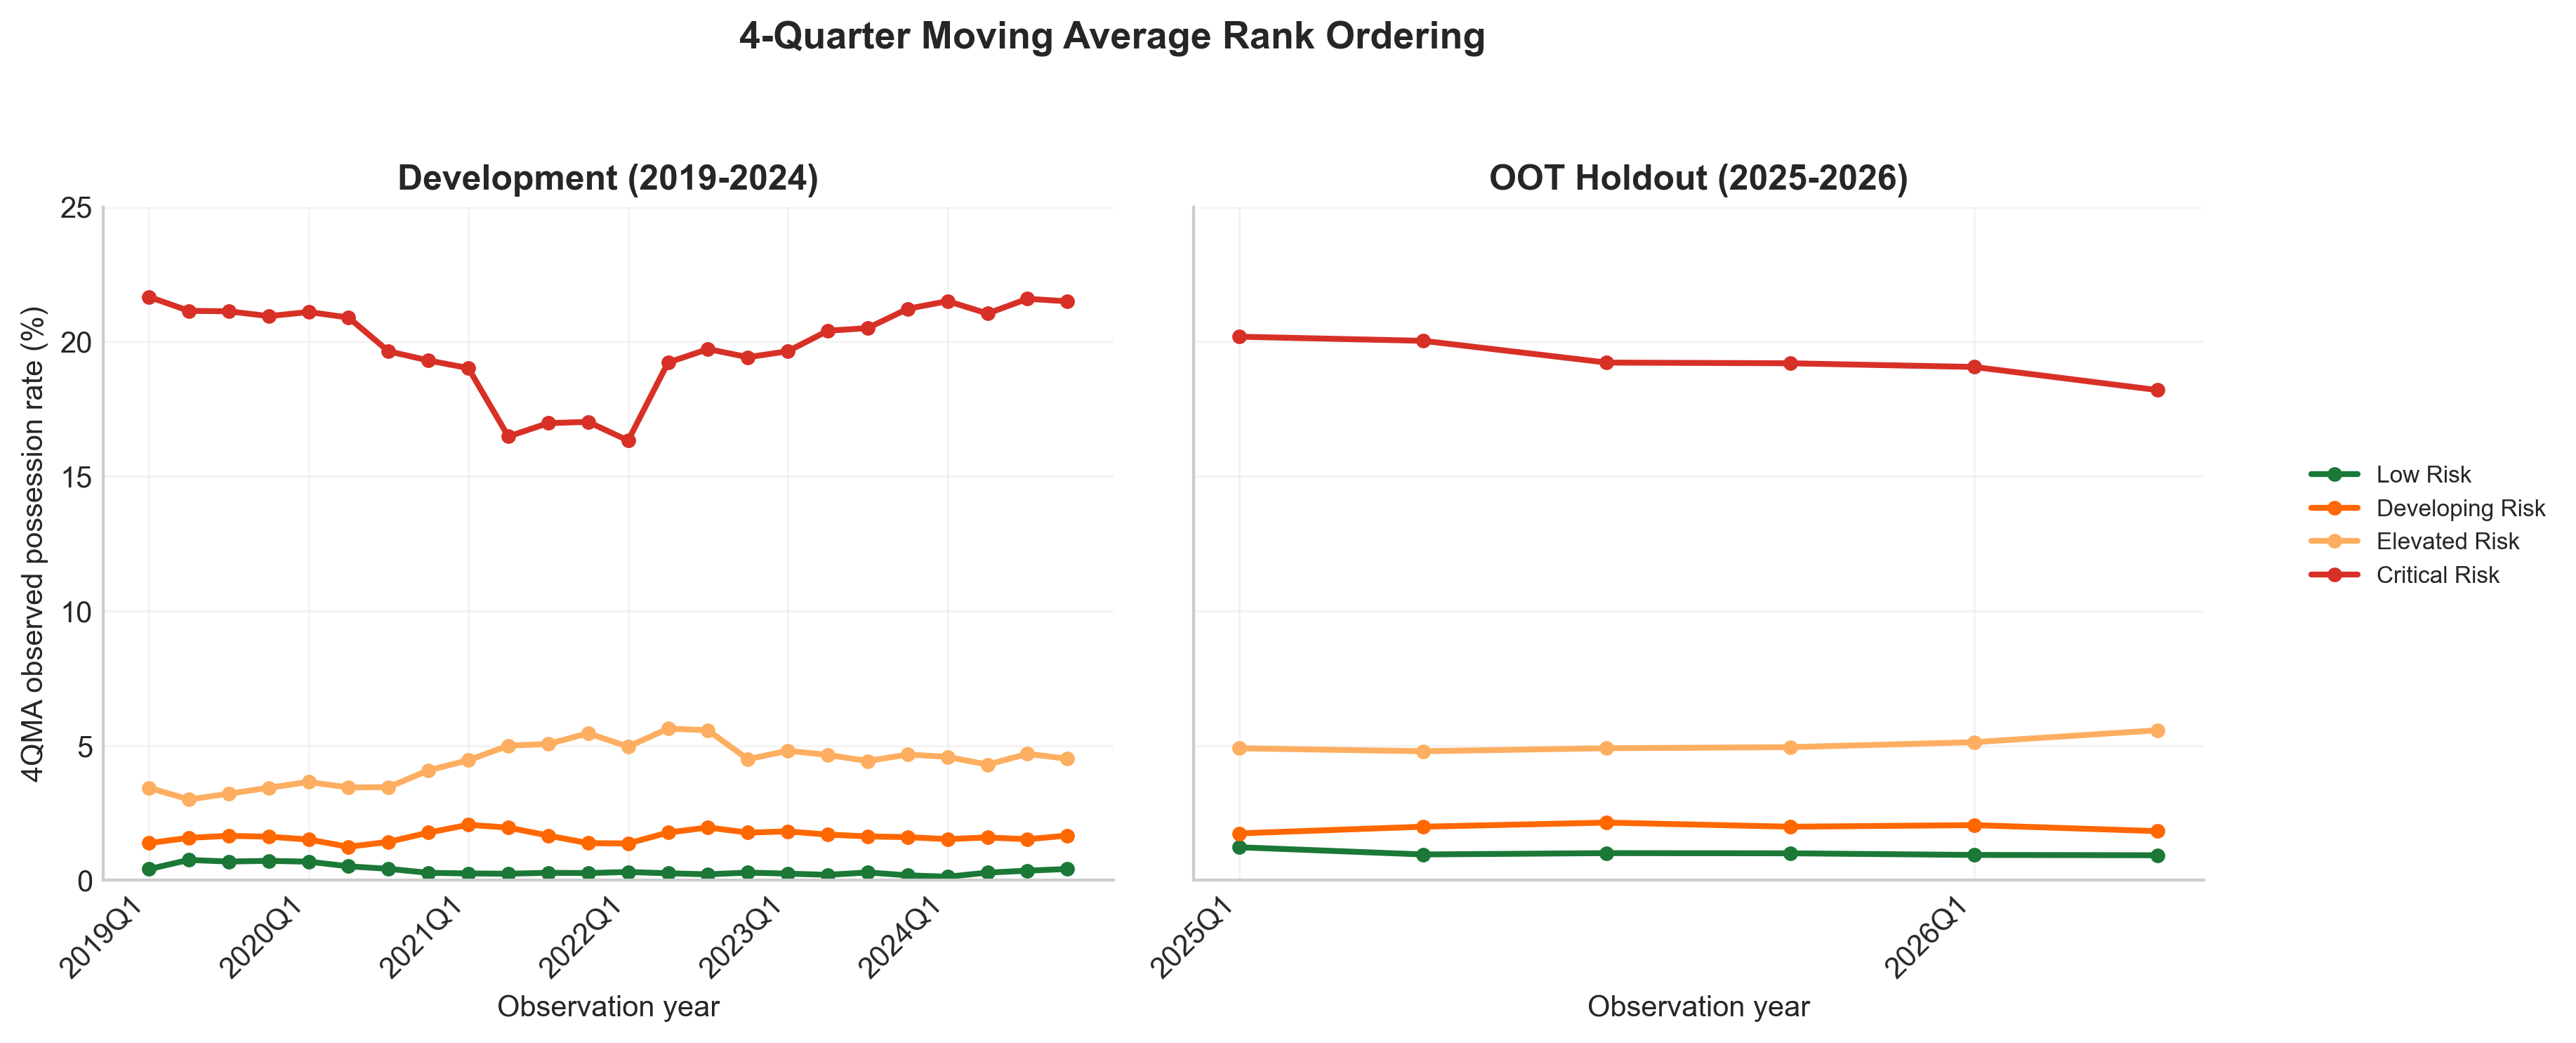 4-Quarter Moving Average Rank Ordering
Development (2019-2024)
OOT Holdout (2025-2026)
4QMA observed possession rate (%)
25
20
15
10
5
0
2019Q1
2020Q1
2021Q1
2022Q1
2023Q1
2024Q1
2025Q1
2026Q1
Observation year
Observation year
Low Risk
Developing Risk
Elevated Risk
Critical Risk